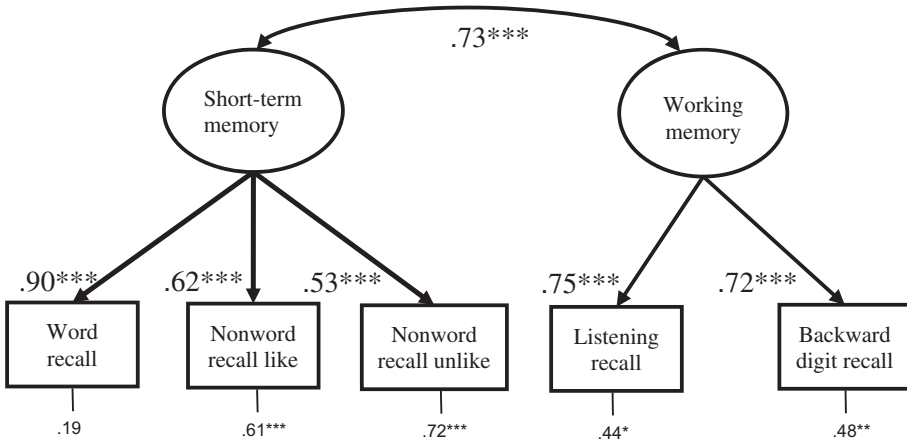 .73***
Short-term
memory
Working
memory
.90***
.62***
.53***
.75***
.72***
Word
recall
Nonword
recall like
Nonword
recall unlike
Listening
recall
Backward
digit recall
.19
.61***
.72***
.44*
.48**